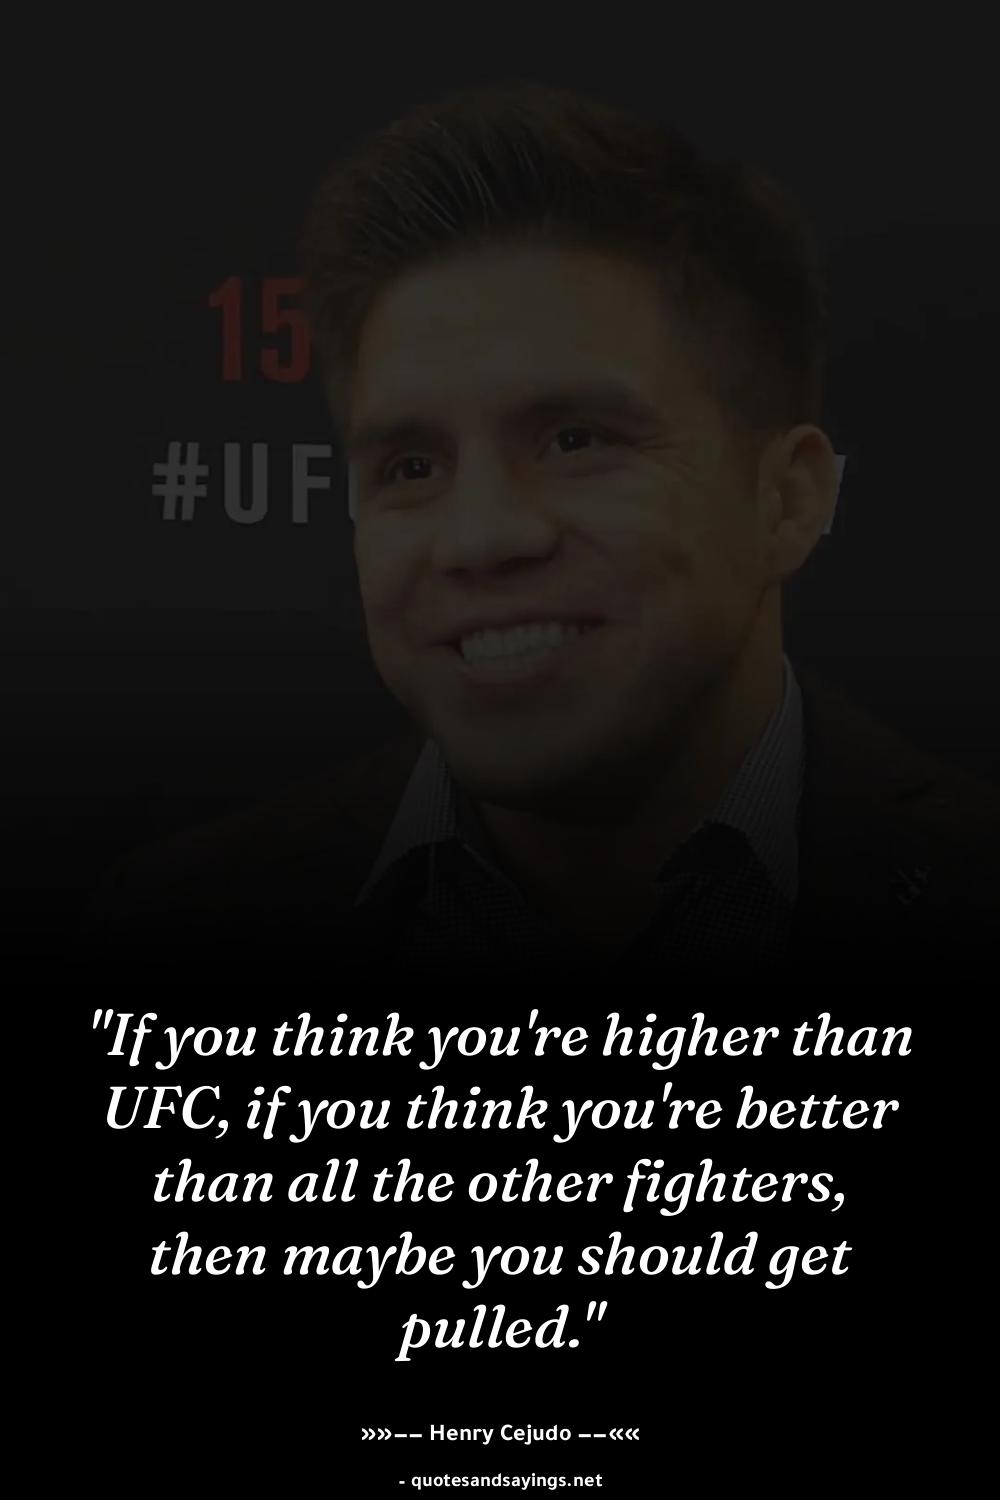 15
#UF
"If you think you're higher than
UFC, if you think you're better
than all the other fighters,
then maybe you should get
pulled."
»»–– Henry Cejudo ––««
- quotesandsayings.net